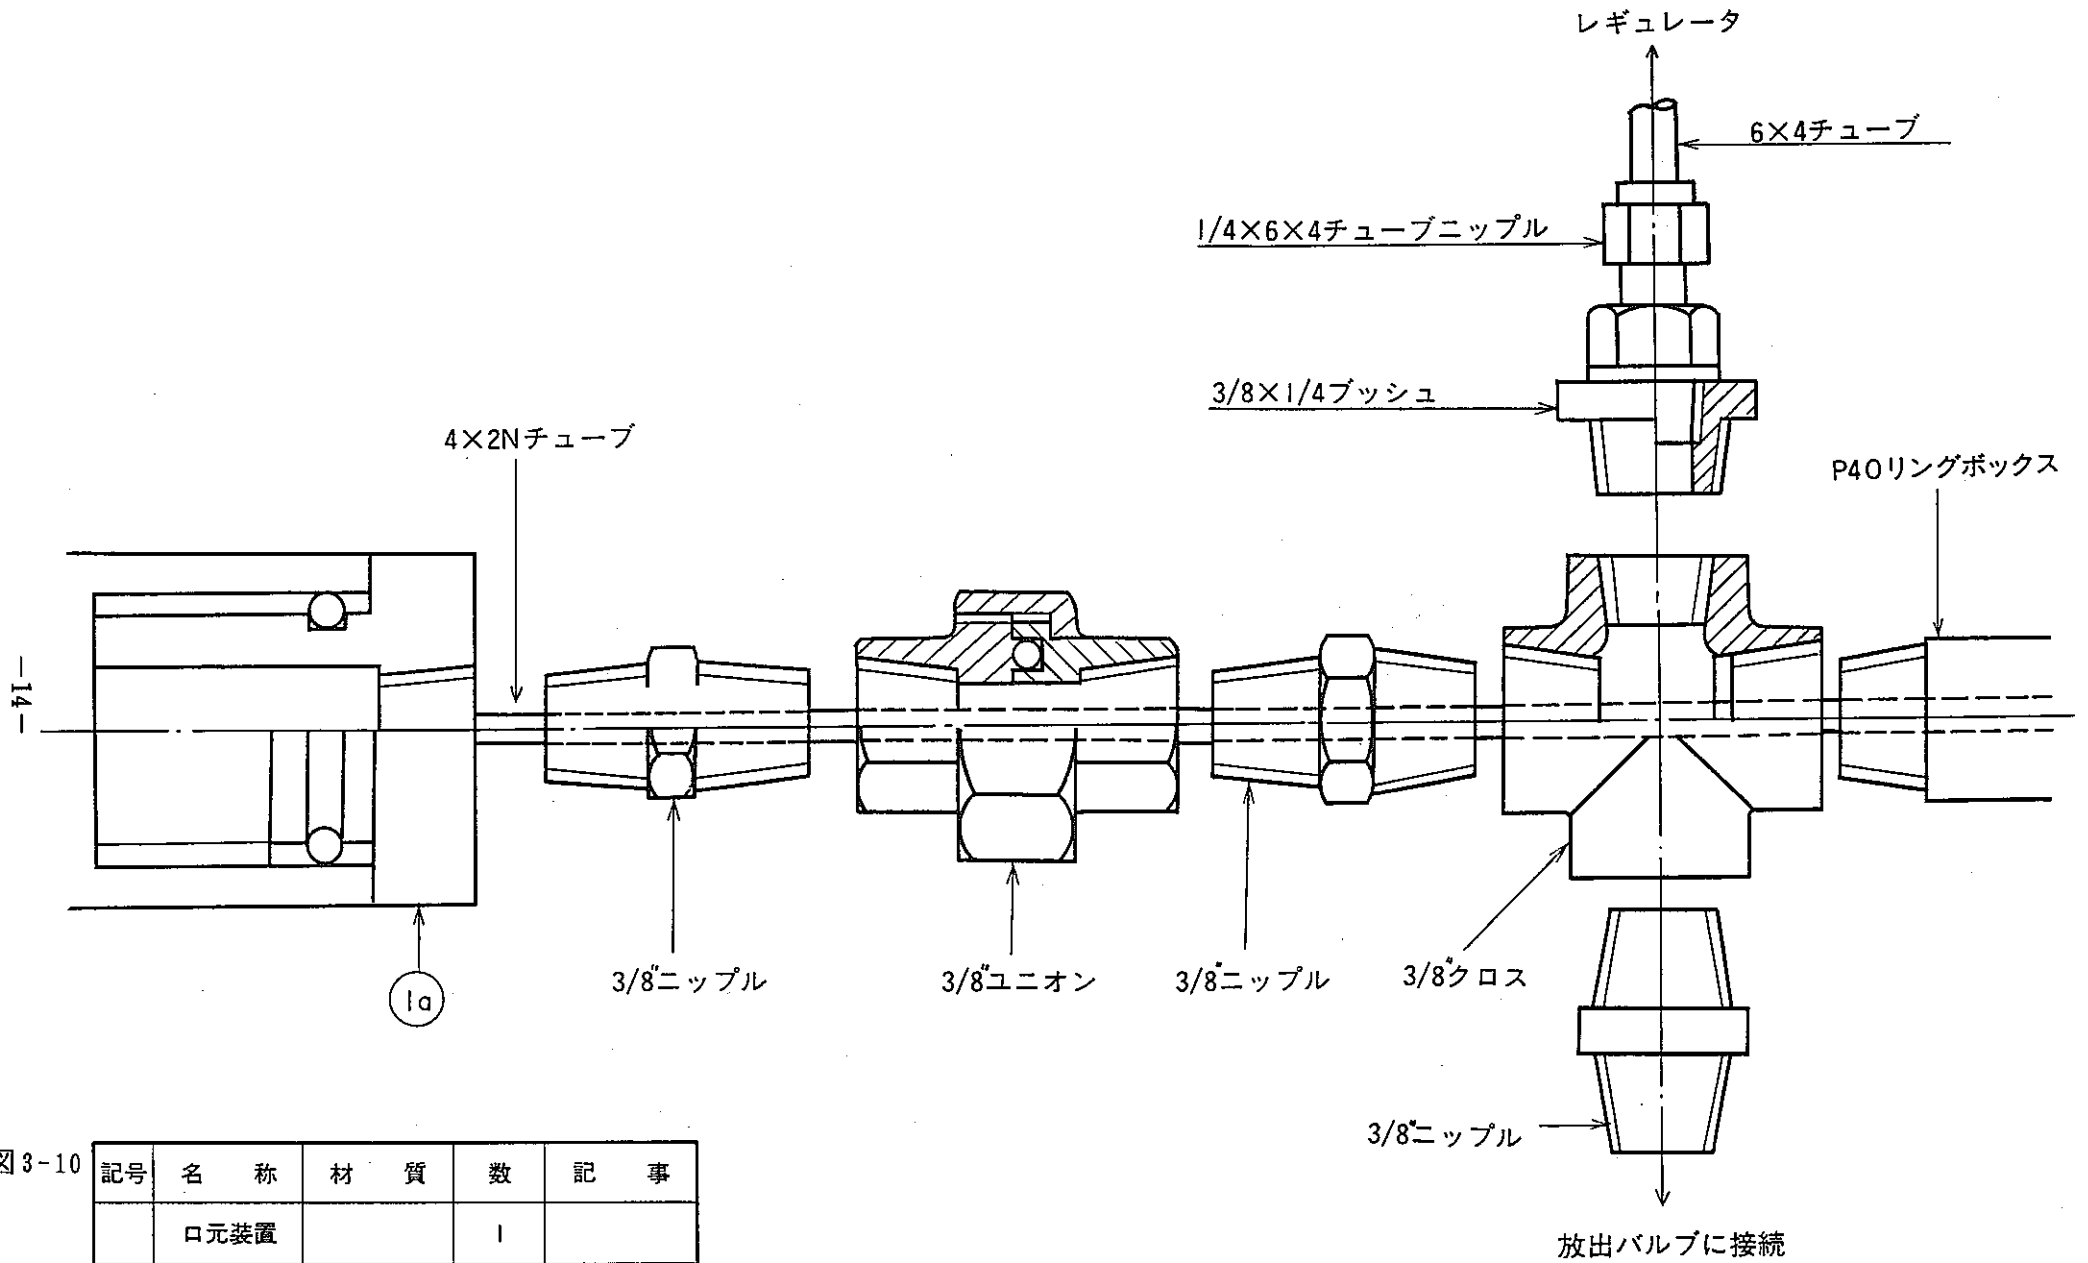 レギュレータ
6×4チューブ
1/4×6×4チューブニップル
3/8×1/4ブッシュ
4×2Nチューブ
P40リングボックス
-14-
1a
3/8"ニップル
3/8"ユニオン
3/8"ニップル
3/8"クロス
3/8"ニップル
放出バルブに接続
図3-10
記号 名称 材質 数 記事
口元装置 1